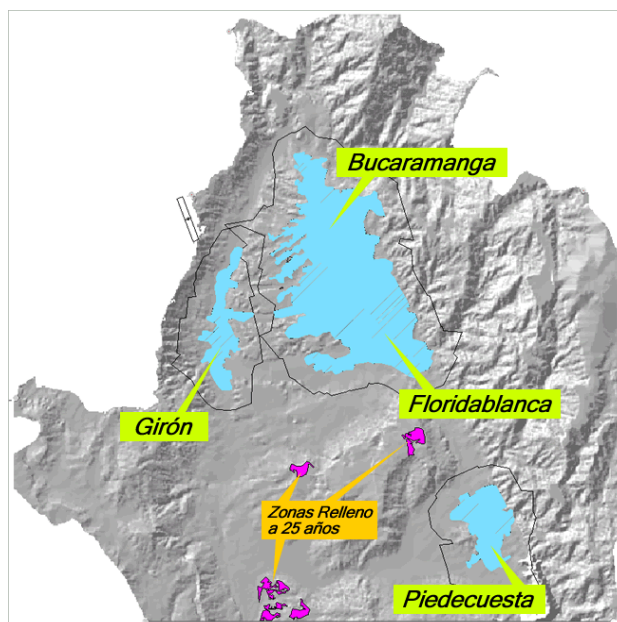 Bucaramanga
Floridablanca
Girón
Zonas Relleno
a 25 años
Piedecuesta